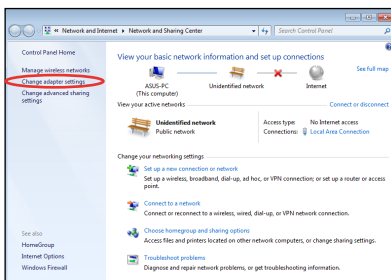 « Network and Internet ▸ Network and Sharing Center
Search Control Panel
Control Panel Home
Manage wireless networks
Change adapter settings
Change advanced sharing
settings
See also
HomeGroup
Internet Options
Windows Firewall
View your basic network information and set up connections
See full map
ASUS-PC
(This computer)
Unidentified network
Internet
View your active networks
Connect or disconnect
Unidentified network
Public network
Access type: No Internet access
Connections: Local Area Connection
Change your networking settings
Set up a new connection or network
Set up a wireless, broadband, dial-up, ad hoc, or VPN connection; or set up a router or access
point.
Connect to a network
Connect or reconnect to a wireless, wired, dial-up, or VPN network connection.
Choose homegroup and sharing options
Access files and printers located on other network computers, or change sharing settings.
Troubleshoot problems
Diagnose and repair network problems, or get troubleshooting information.